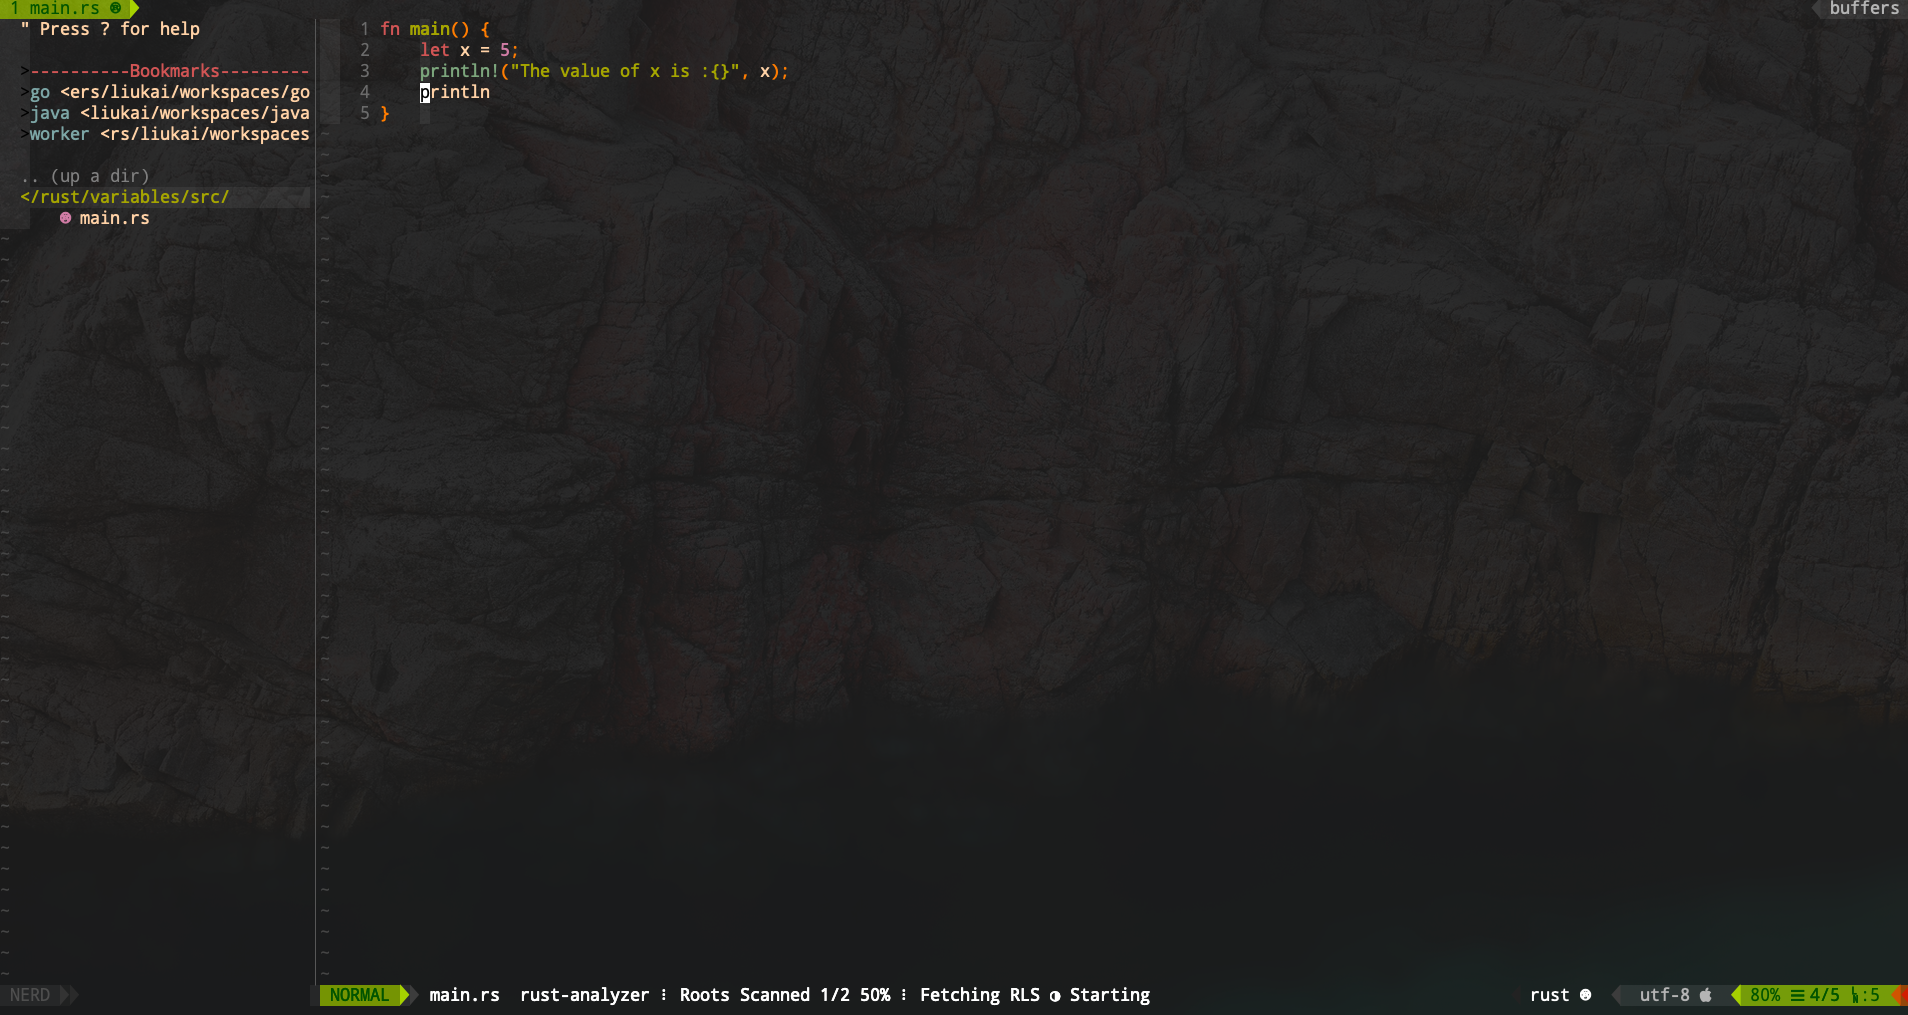 1 main.rs
buffers
" Press ? for help
>----------Bookmarks---------
>go <ers/liukai/workspaces/go
>java <liukai/workspaces/java
>worker <rs/liukai/workspaces
.. (up a dir)
</rust/variables/src/
main.rs
1 fn main() {
2     let x = 5;
3     println!("The value of x is :{}", x);
4     println
5 }
NERD
NORMAL main.rs rust-analyzer ⋮ Roots Scanned 1/2 50% ⋮ Fetching RLS ◑ Starting
rust utf-8 80% ☰ 4/5 :5